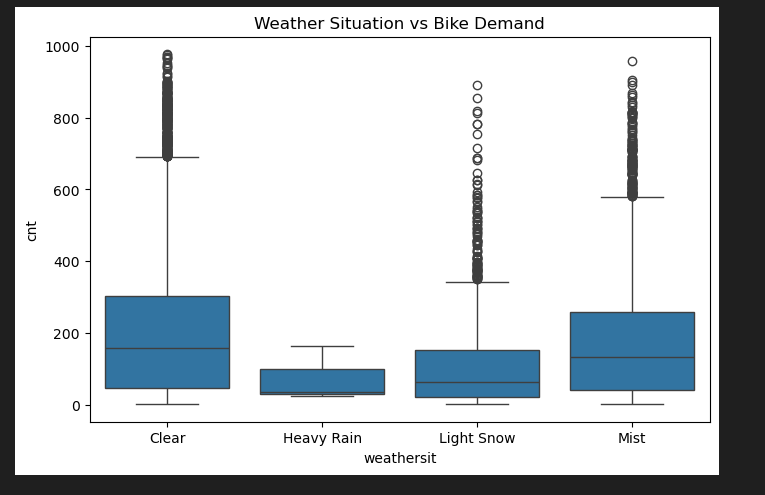 Weather Situation vs Bike Demand
1000
800
600
400
200
0
cnt
Clear Heavy Rain Light Snow Mist
weathersit